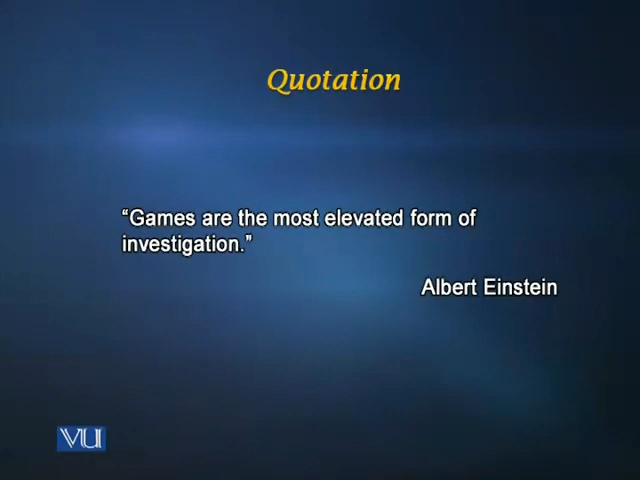 Quotation
“Games are the most elevated form of
investigation.”
Albert Einstein
VU